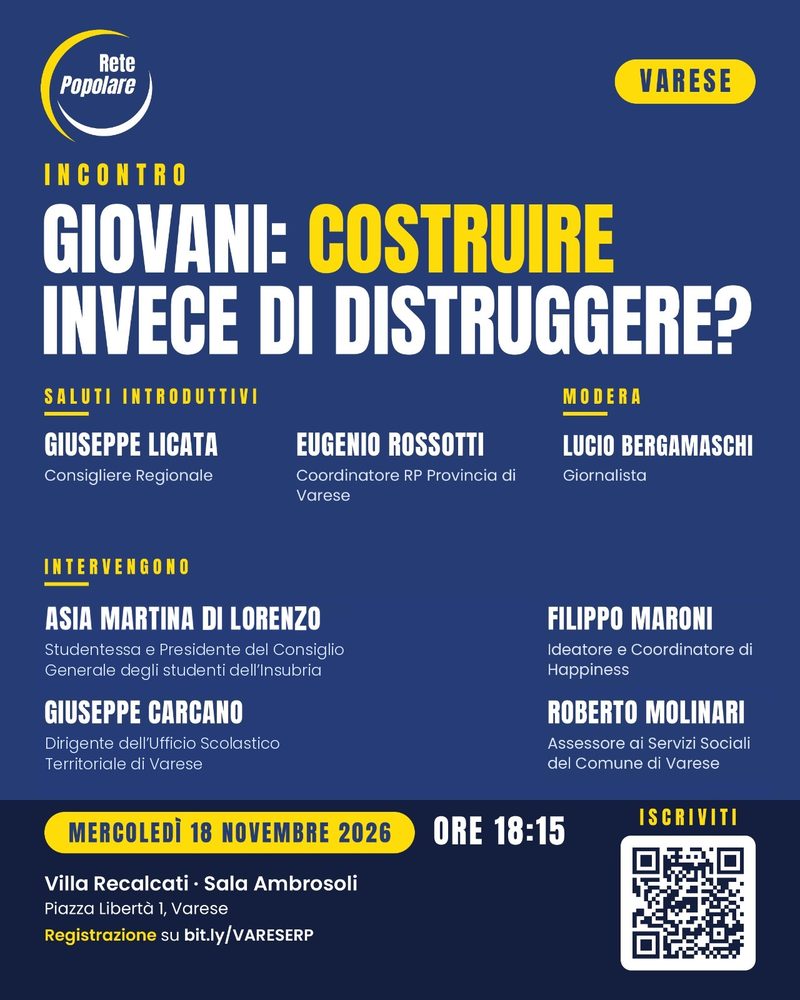 Rete
Popolare
VARESE
INCONTRO
GIOVANI: COSTRUIRE
INVECE DI DISTRUGGERE?
SALUTI INTRODUTTIVI
GIUSEPPE LICATA
Consigliere Regionale
EUGENIO ROSSOTTI
Coordinatore RP Provincia di
Varese
MODERA
LUCIO BERGAMASCHI
Giornalista
INTERVENGONO
ASIA MARTINA DI LORENZO
Studentessa e Presidente del Consiglio
Generale degli studenti dell'Insubria
FILIPPO MARONI
Ideatore e Coordinatore di
Happiness
GIUSEPPE CARCANO
Dirigente dell'Ufficio Scolastico
Territoriale di Varese
ROBERTO MOLINARI
Assessore ai Servizi Sociali
del Comune di Varese
MERCOLEDÌ 18 NOVEMBRE 2026
ORE 18:15
Villa Recalcati · Sala Ambrosoli
Piazza Libertà 1, Varese
Registrazione su bit.ly/VARESERP
ISCRIVITI